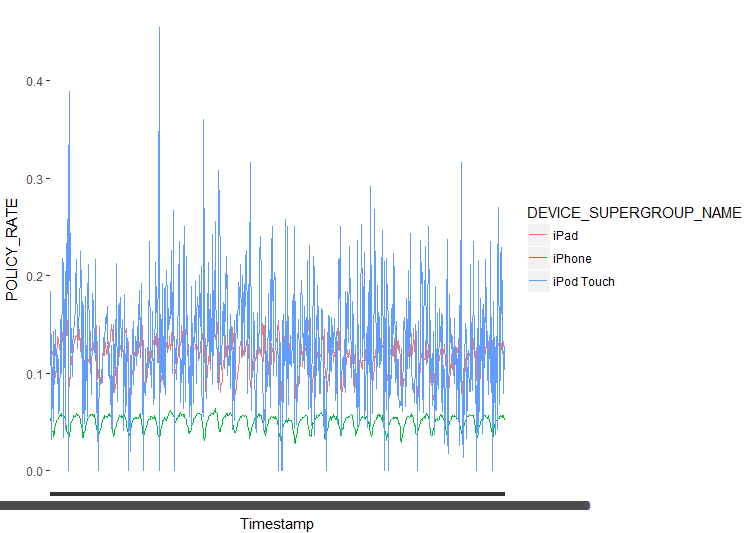 POLICY_RATE
0.4
0.3
0.2
0.1
0.0
Timestamp
DEVICE_SUPERGROUP_NAME
iPad
iPhone
iPod Touch